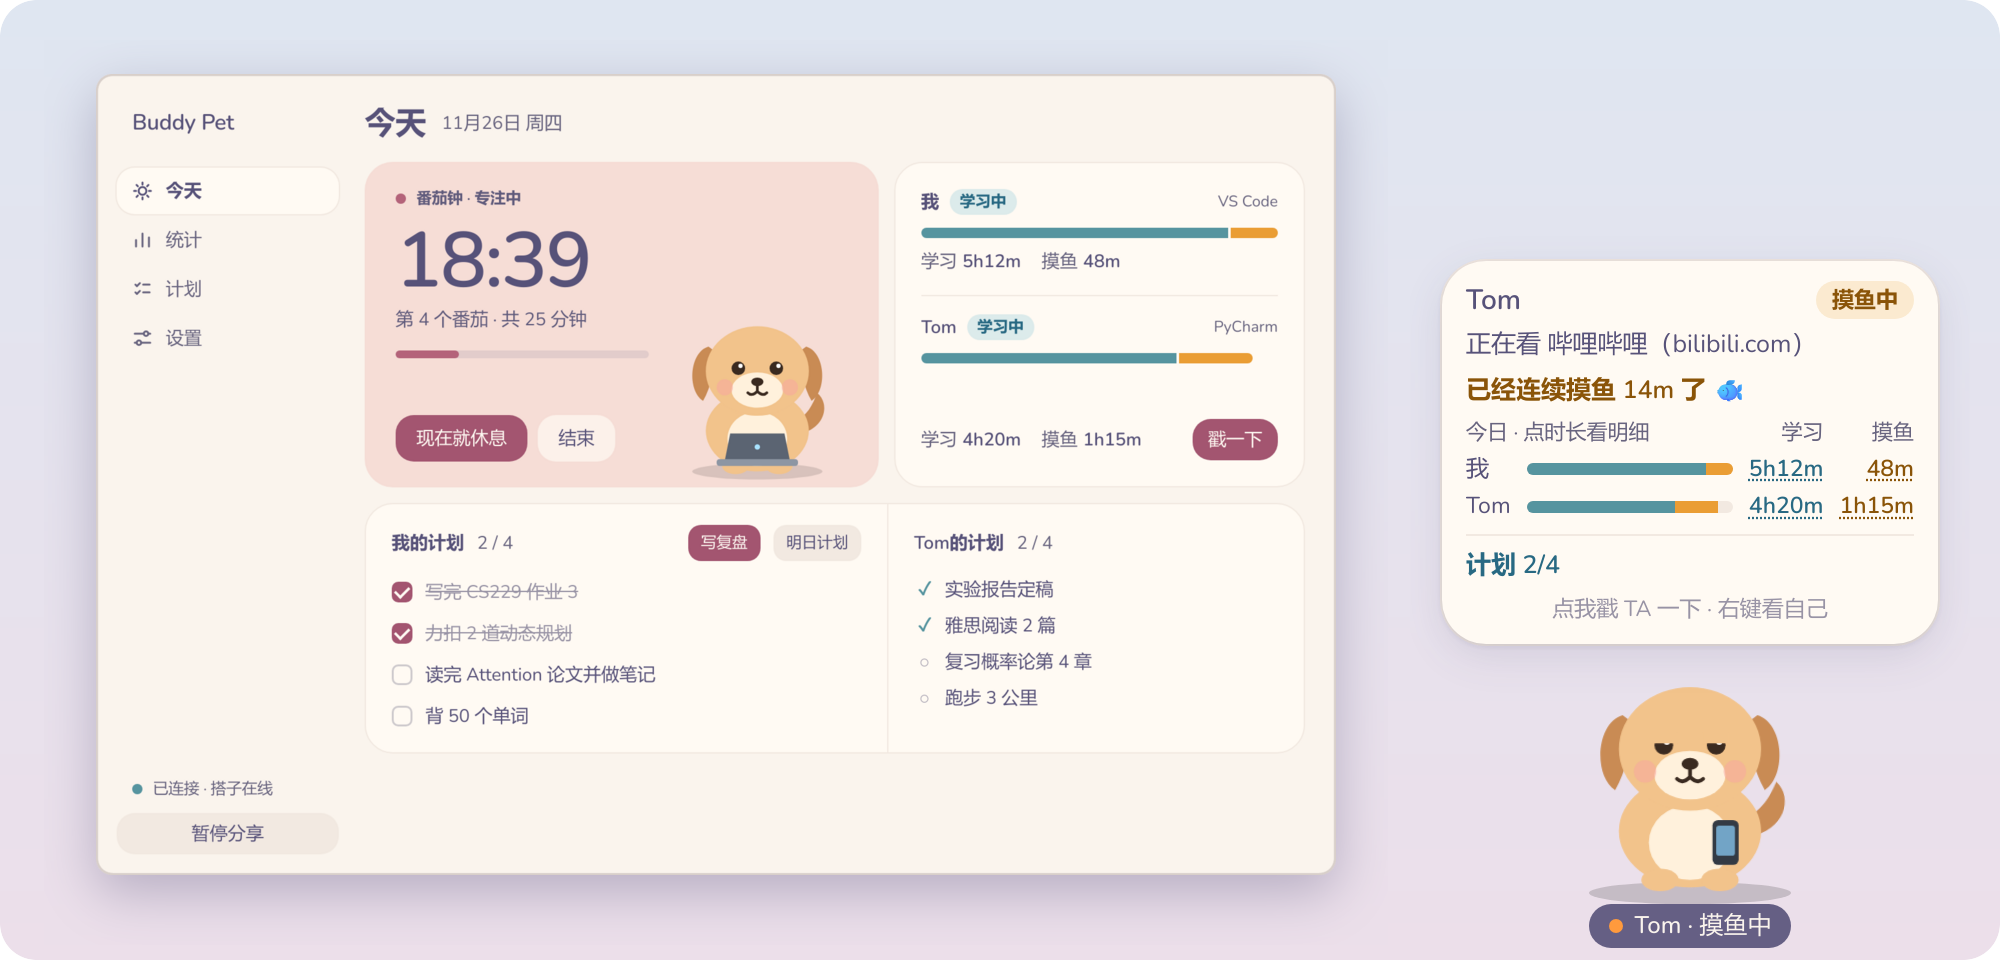 Buddy Pet
今天
统计
计划
设置
已连接 · 搭子在线
暂停分享
今天 11月26日 周四
番茄钟 · 专注中
18:39
第 4 个番茄 · 共 25 分钟
现在就休息 结束
我 学习中 VS Code
学习 5h12m 摸鱼 48m
Tom 学习中 PyCharm
学习 4h20m 摸鱼 1h15m 戳一下
我的计划 2 / 4 写复盘 明日计划
写完 CS229 作业 3
力扣 2 道动态规划
读完 Attention 论文并做笔记
背 50 个单词
Tom的计划 2 / 4
实验报告定稿
雅思阅读 2 篇
复习概率论第 4 章
跑步 3 公里
Tom 摸鱼中
正在看 哔哩哔哩（bilibili.com）
已经连续摸鱼 14m 了
今日 · 点时长看明细 学习 摸鱼
我 5h12m 48m
Tom 4h20m 1h15m
计划 2/4
点我戳 TA 一下 · 右键看自己
Tom · 摸鱼中